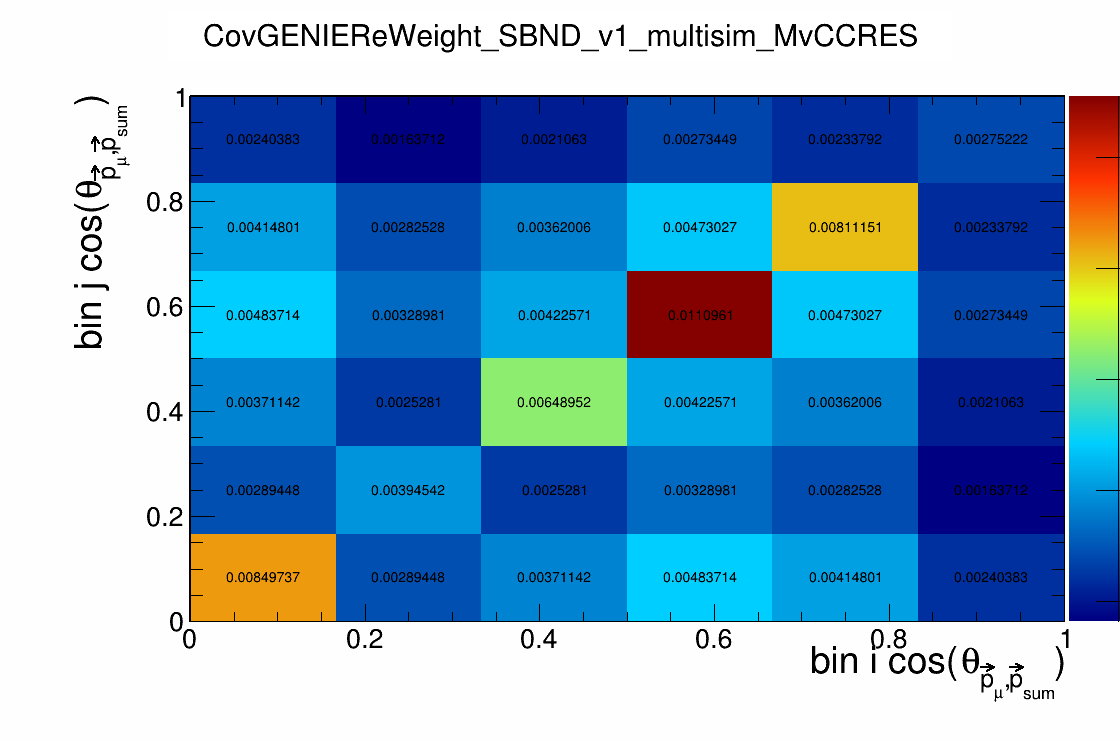 CovGENIEReWeight_SBND_v1_multisim_MvCCRES
bin j cos(θ p⃗μ,p⃗sum)
1
0.00240383 0.00183712 0.0021063 0.00273449 0.00233792 0.00275222
0.8
0.00414801 0.00282528 0.00362006 0.00473027 0.00811151 0.00233792
0.6
0.00483714 0.00328981 0.00422571 0.0110961 0.00473027 0.00273449
0.4
0.00371142 0.0025281 0.00648952 0.00422571 0.00362006 0.0021063
0.00289448 0.00394542 0.0025281 0.00328981 0.00282528 0.00183712
0.2
0.00849737 0.00289448 0.00371142 0.00483714 0.00414801 0.00240383
0
0 0.2 0.4 0.6 0.8 1
bin i cos(θ p⃗μ,p⃗sum)